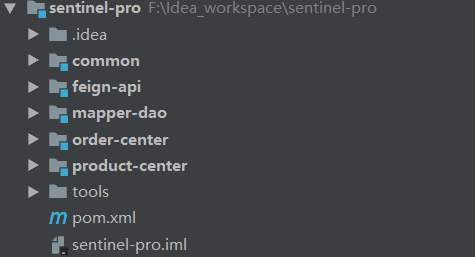 sentinel-pro F:\Idea_workspace\sentinel-pro
.idea
common
feign-api
mapper-dao
order-center
product-center
tools
m pom.xml
sentinel-pro.iml